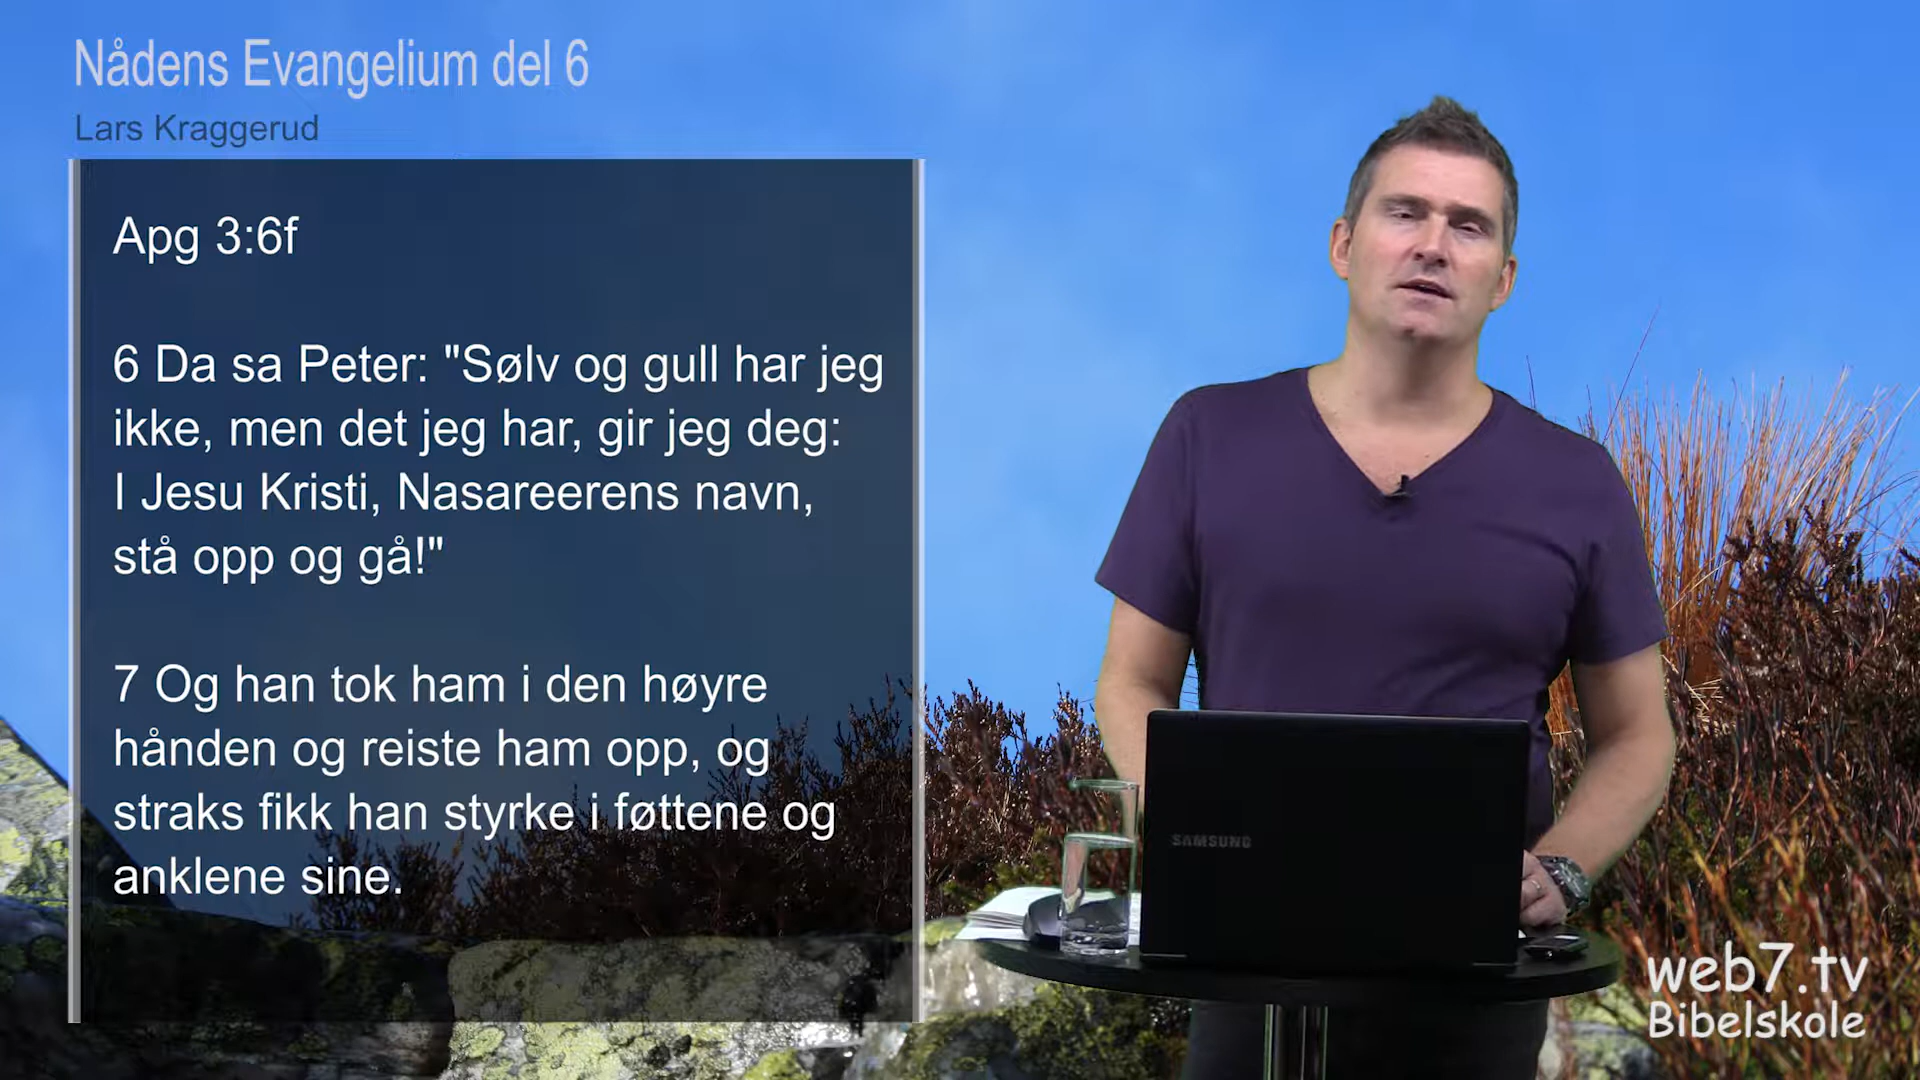 Nådens Evangelium del 6
Lars Kraggerud
Apg 3:6f
6 Da sa Peter: "Sølv og gull har jeg
ikke, men det jeg har, gir jeg deg:
I Jesu Kristi, Nasareerens navn,
stå opp og gå!"
7 Og han tok ham i den høyre
hånden og reiste ham opp, og
straks fikk han styrke i føttene og
anklene sine.
SAMSUNG
web7.tv
Bibelskole